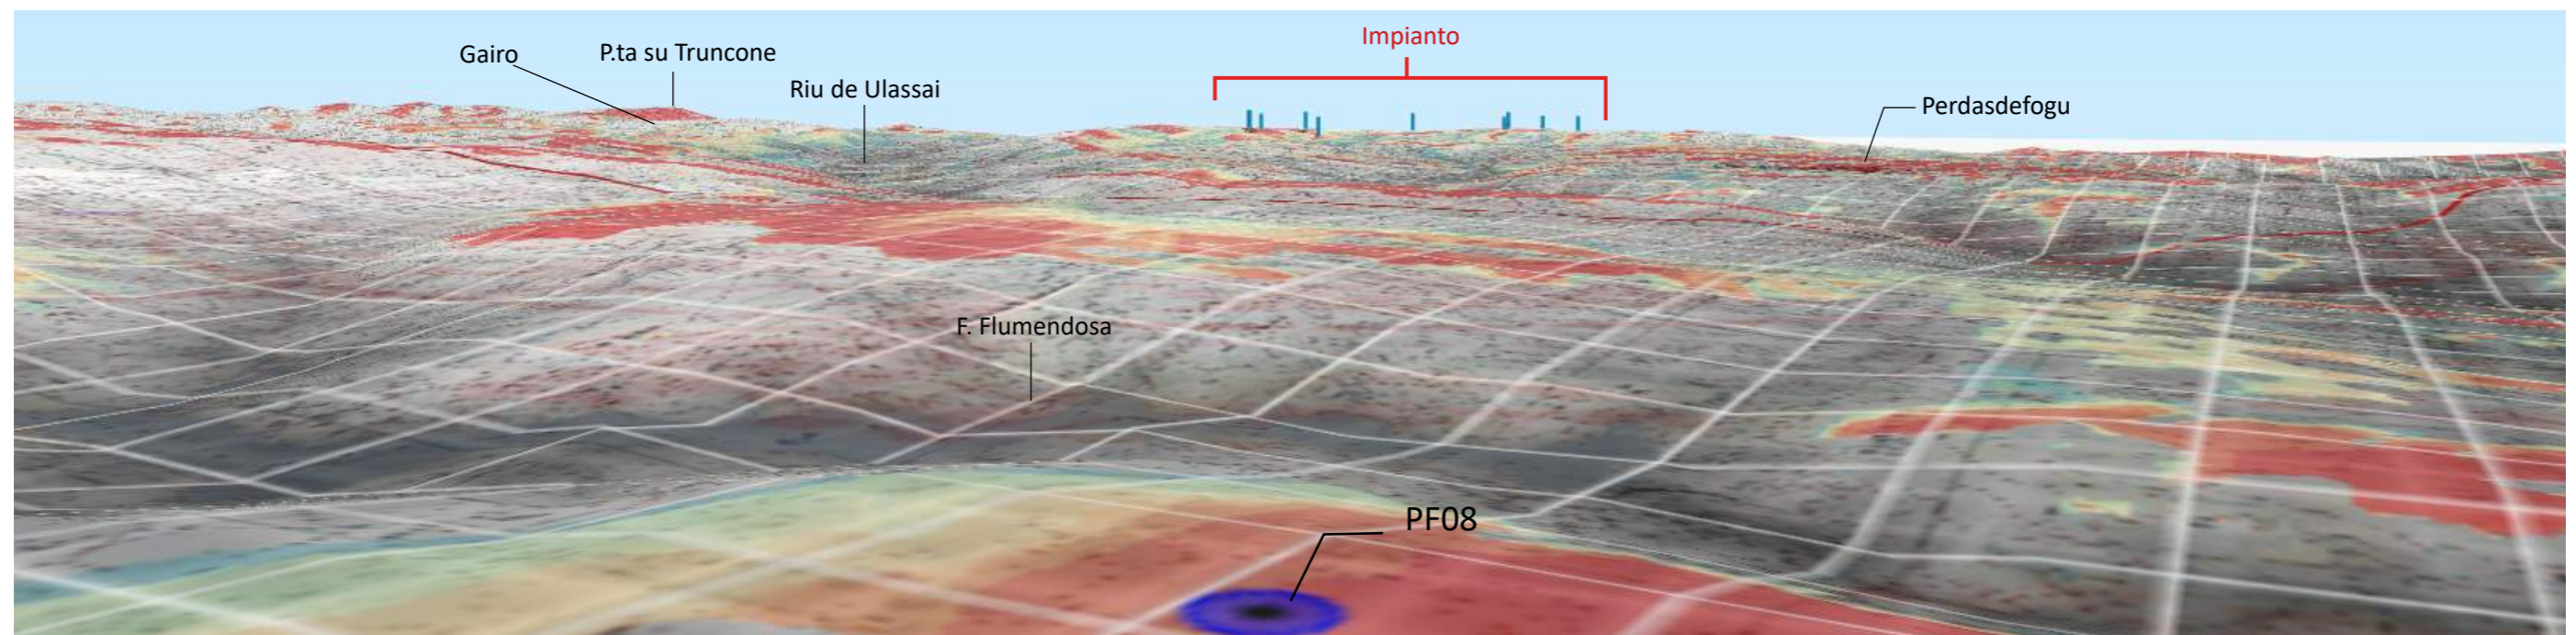 Gairo
P.ta su Truncone
Riu de Ulassai
Impianto
Perdasdefogu
F. Flumendosa
PF08